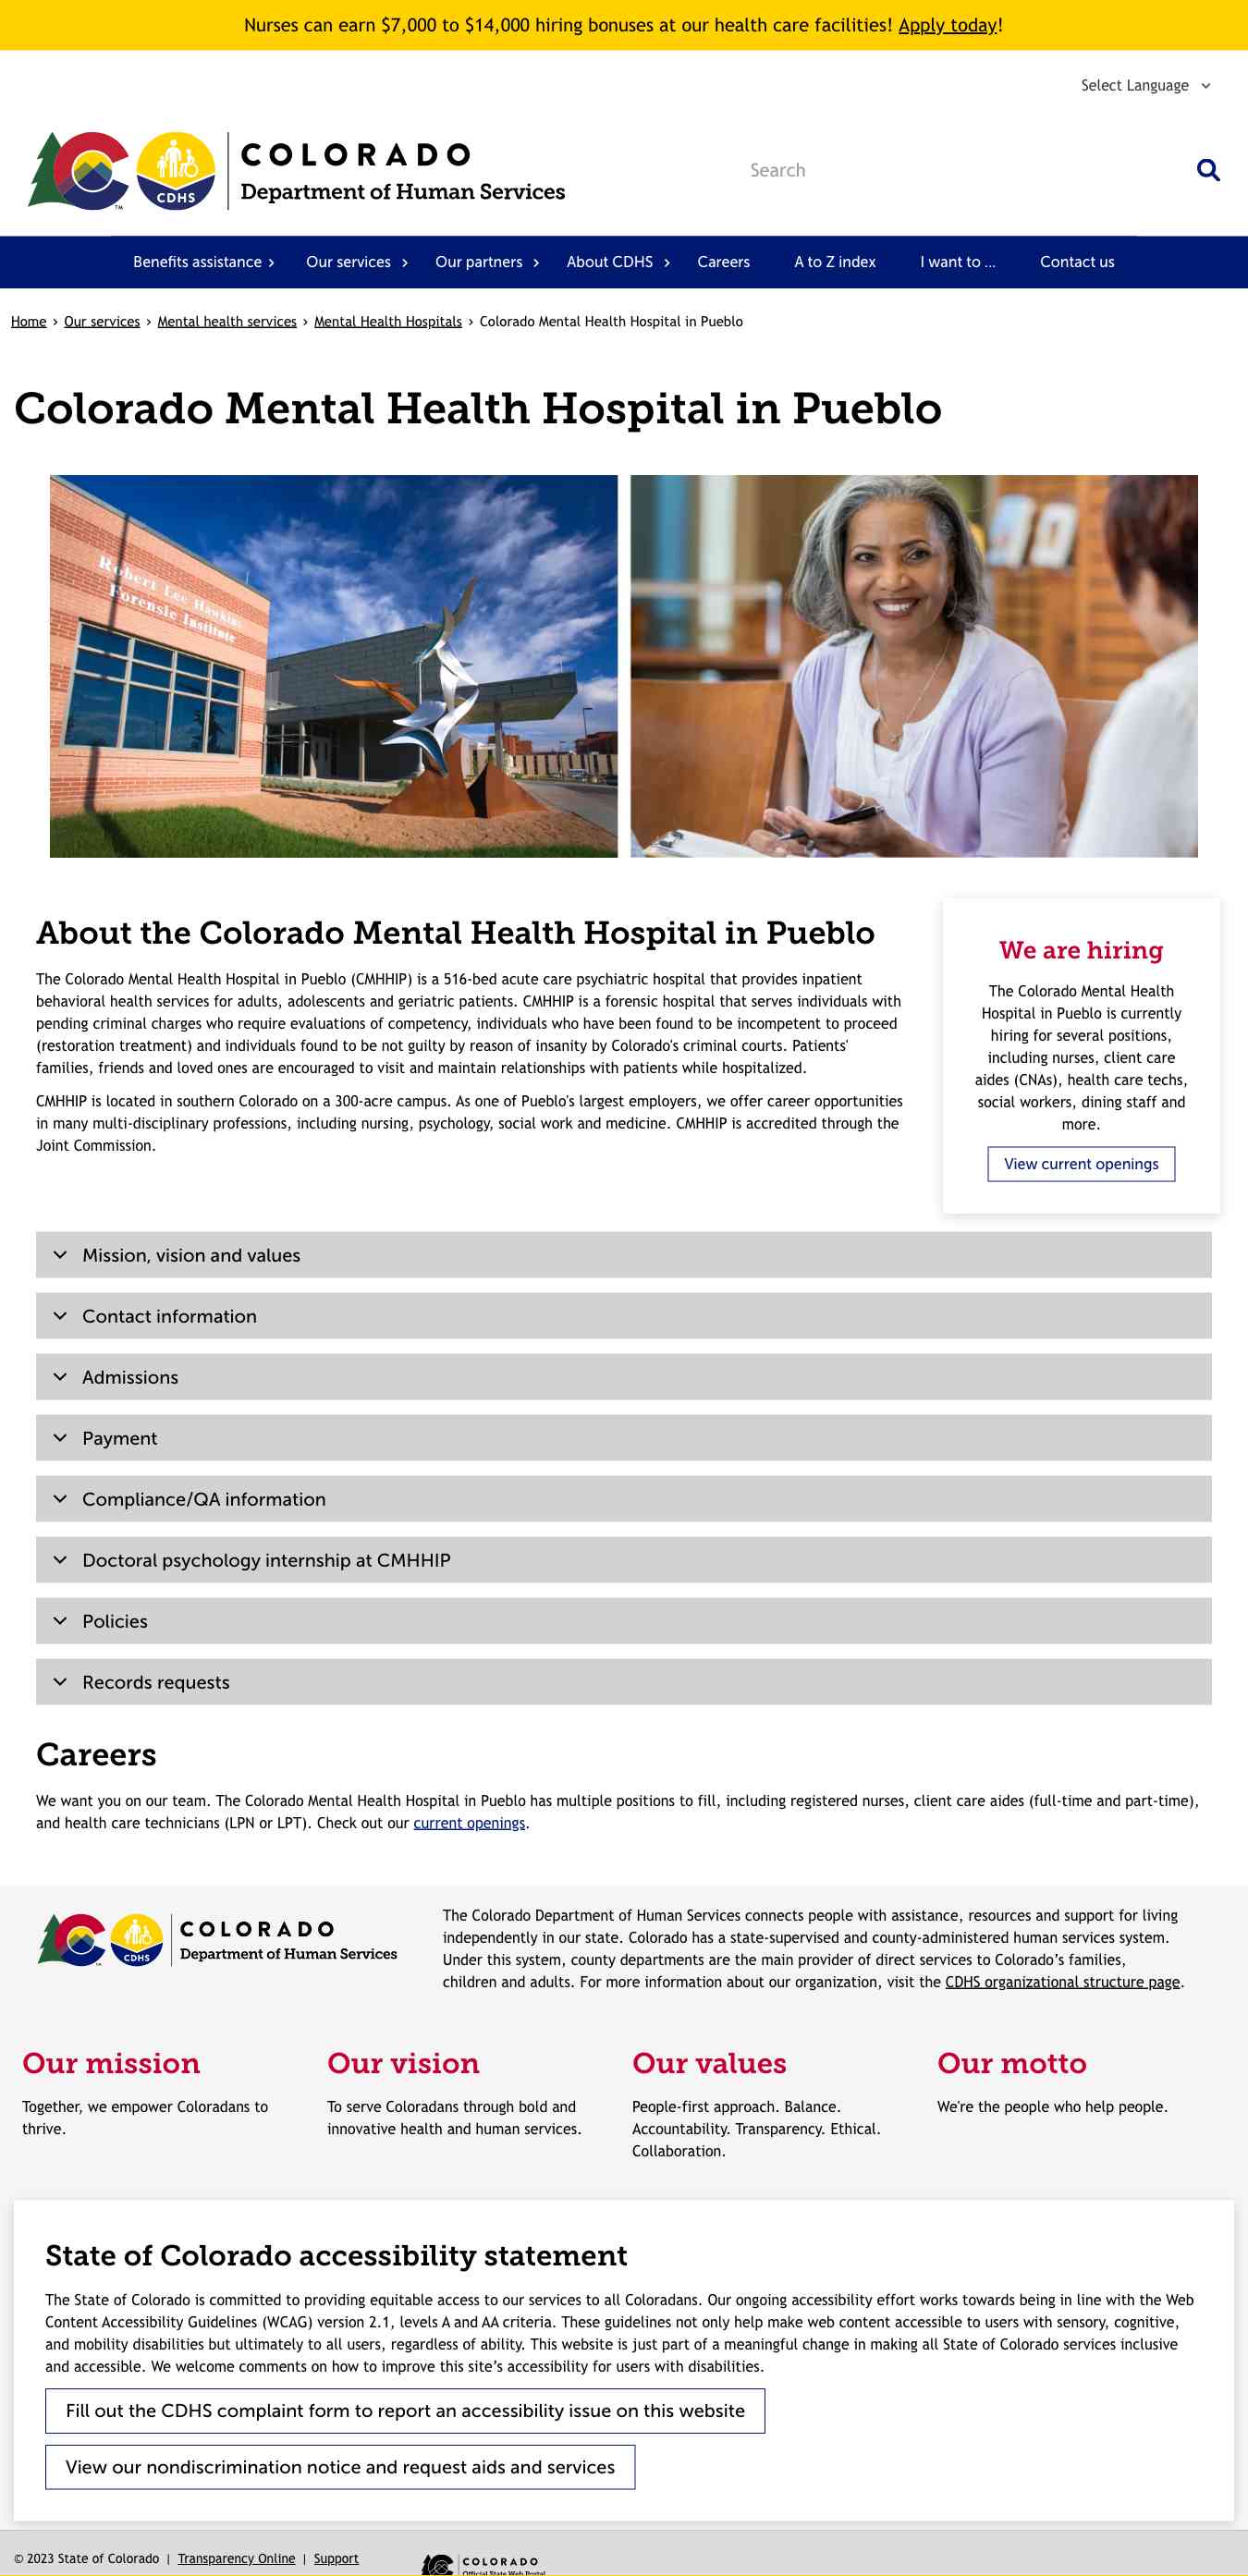 Nurses can earn $7,000 to $14,000 hiring bonuses at our health care facilities! Apply today!
Select Language
COLORADO
Department of Human Services
CDHS
TM
Search
Benefits assistance › Our services › Our partners › About CDHS › Careers A to Z index I want to ... Contact us
Home › Our services › Mental health services › Mental Health Hospitals › Colorado Mental Health Hospital in Pueblo
Colorado Mental Health Hospital in Pueblo
Robert Lee Hawkins
Forensic Institute
About the Colorado Mental Health Hospital in Pueblo
The Colorado Mental Health Hospital in Pueblo (CMHHIP) is a 516-bed acute care psychiatric hospital that provides inpatient
behavioral health services for adults, adolescents and geriatric patients. CMHHIP is a forensic hospital that serves individuals with
pending criminal charges who require evaluations of competency, individuals who have been found to be incompetent to proceed
(restoration treatment) and individuals found to be not guilty by reason of insanity by Colorado's criminal courts. Patients'
families, friends and loved ones are encouraged to visit and maintain relationships with patients while hospitalized.
CMHHIP is located in southern Colorado on a 300-acre campus. As one of Pueblo's largest employers, we offer career opportunities
in many multi-disciplinary professions, including nursing, psychology, social work and medicine. CMHHIP is accredited through the
Joint Commission.
We are hiring
The Colorado Mental Health
Hospital in Pueblo is currently
hiring for several positions,
including nurses, client care
aides (CNAs), health care techs,
social workers, dining staff and
more.
View current openings
Mission, vision and values
Contact information
Admissions
Payment
Compliance/QA information
Doctoral psychology internship at CMHHIP
Policies
Records requests
Careers
We want you on our team. The Colorado Mental Health Hospital in Pueblo has multiple positions to fill, including registered nurses, client care aides (full-time and part-time),
and health care technicians (LPN or LPT). Check out our current openings.
COLORADO
Department of Human Services
CDHS
The Colorado Department of Human Services connects people with assistance, resources and support for living
independently in our state. Colorado has a state-supervised and county-administered human services system.
Under this system, county departments are the main provider of direct services to Colorado’s families,
children and adults. For more information about our organization, visit the CDHS organizational structure page.
Our mission
Together, we empower Coloradans to
thrive.
Our vision
To serve Coloradans through bold and
innovative health and human services.
Our values
People-first approach. Balance.
Accountability. Transparency. Ethical.
Collaboration.
Our motto
We're the people who help people.
State of Colorado accessibility statement
The State of Colorado is committed to providing equitable access to our services to all Coloradans. Our ongoing accessibility effort works towards being in line with the Web
Content Accessibility Guidelines (WCAG) version 2.1, levels A and AA criteria. These guidelines not only help make web content accessible to users with sensory, cognitive,
and mobility disabilities but ultimately to all users, regardless of ability. This website is just part of a meaningful change in making all State of Colorado services inclusive
and accessible. We welcome comments on how to improve this site’s accessibility for users with disabilities.
Fill out the CDHS complaint form to report an accessibility issue on this website
View our nondiscrimination notice and request aids and services
© 2023 State of Colorado | Transparency Online | Support
COLORADO
Official State Web Portal